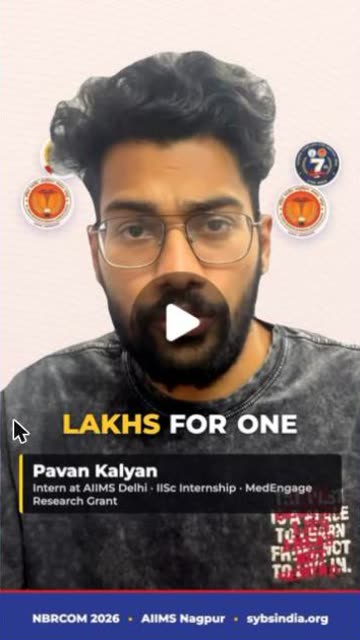 7
LAKHS FOR ONE
Pavan Kalyan
Intern at AIIMS Delhi · IISc Internship · MedEngage
Research Grant
NBRCOM 2026 • AIIMS Nagpur • sybsindia.org